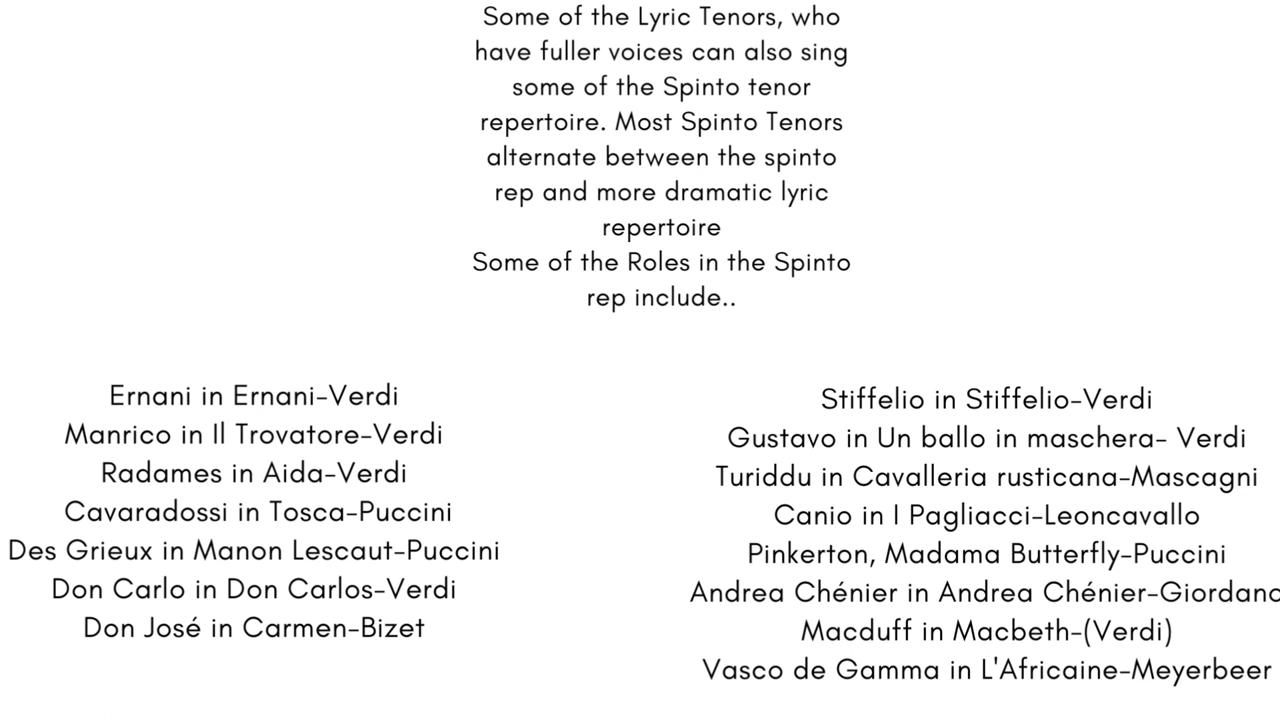 Some of the Lyric Tenors, who
have fuller voices can also sing
some of the Spinto tenor
repertoire. Most Spinto Tenors
alternate between the spinto
rep and more dramatic lyric
repertoire
Some of the Roles in the Spinto
rep include..
Ernani in Ernani-Verdi
Manrico in Il Trovatore-Verdi
Radames in Aida-Verdi
Cavaradossi in Tosca-Puccini
Des Grieux in Manon Lescaut-Puccini
Don Carlo in Don Carlos-Verdi
Don José in Carmen-Bizet
Stiffelio in Stiffelio-Verdi
Gustavo in Un ballo in maschera- Verdi
Turiddu in Cavalleria rusticana-Mascagni
Canio in I Pagliacci-Leoncavallo
Pinkerton, Madama Butterfly-Puccini
Andrea Chénier in Andrea Chénier-Giordano
Macduff in Macbeth-(Verdi)
Vasco de Gamma in L'Africaine-Meyerbeer